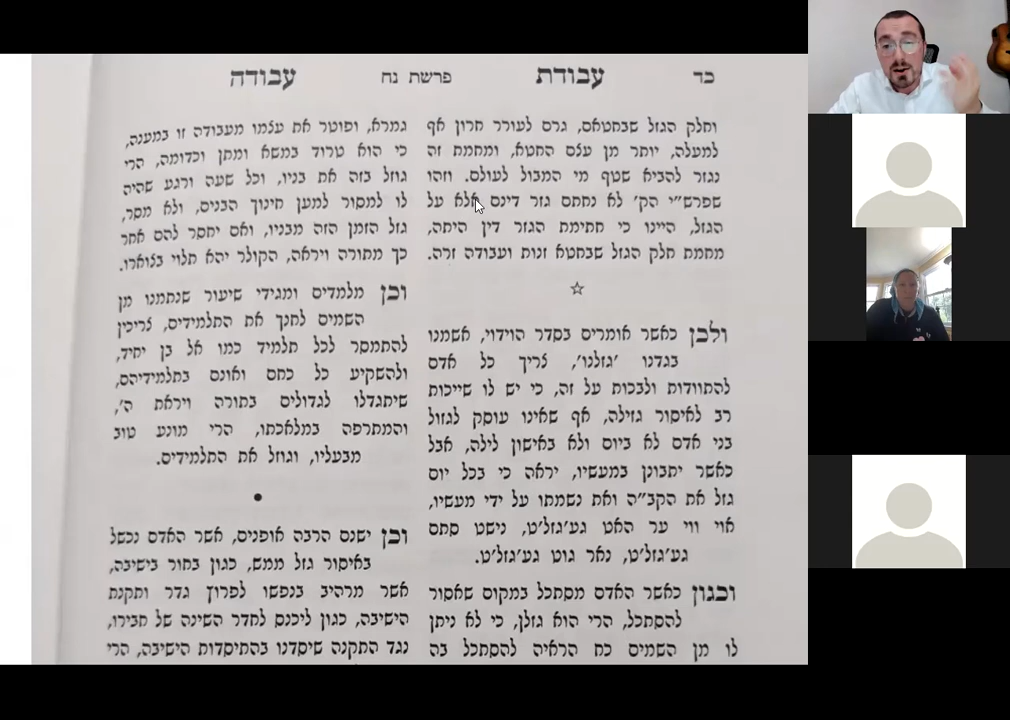 כד
עבודת
פרשת נח
עבודה
וחלק הגזל שבחטאם, גרם לעורר חרון אף
למעלה, יותר מן עצם החטא, ומחמת זה
נגזר להביא שטף מי המבול לעולם. וזהו
שפרש״י הק׳ לא נחתם גזר דינם אלא על
הגזל, היינו כי חתימת הגזר דין היתה,
מחמת חלק הגזל שבחטא זנות ועבודה זרה.
☆
ולכן כאשר אומרים בסדר הוידוי, אשמנו
בגדנו ׳גזלנו׳, צריך כל אדם
להתוודות ולבכות על זה, כי יש לו שייכות
רב לאיסור גזילה, אף שאינו עוסק לגזול
בני אדם לא ביום ולא באישון לילה, אבל
כאשר יתבונן במעשיו, יראה כי בכל יום
גזל את הקב״ה ואת נשמתו על ידי מעשיו,
אוי ווי ער האט גע׳גזל׳ט, נישט סתם
גע׳גזל׳ט, נאר גוט גע׳גזל׳ט.
וכגון כאשר האדם מסתכל במקום שאסור
להסתכל, הרי הוא גזלן, כי לא ניתן
לו מן השמים כח הראיה להסתכל בה
גמרא, ופוטר את עצמו מעבודה זו במענה,
כי הוא טרוד במשא ומתן וכדומה, הרי
גוזל בזה את בניו, וכל שעה ורגע שהיה
לו למסור למען חינוך הבנים, ולא מסר,
גזל הזמן הזה מבניו, ואם יחסר להם אחר
כך מתורה ויראה, הקולר יהא תלוי בצוארו.
וכן מלמדים ומגידי שיעור שנתמנו מן
השמים לחנך את התלמידים, צריכין
להתמסר לכל תלמיד כמו אל בן יחיד,
ולהשקיע כל כחם ואונם בתלמידיהם,
שיתגדלו לגדולים בתורה ויראת ה׳,
והמתרפה במלאכתו, הרי מונע טוב
מבעליו, וגוזל את התלמידים.
•
וכן ישנם הרבה אופנים, אשר האדם נכשל
באיסור גזל ממש, כגון בחור בישיבה,
אשר מרהיב בנפשו לפרוץ גדר ותקנת
הישיבה, כגון ליכנס לחדר השינה של חבירו,
נגד התקנה שיסדנו בהתיסדות הישיבה, הרי